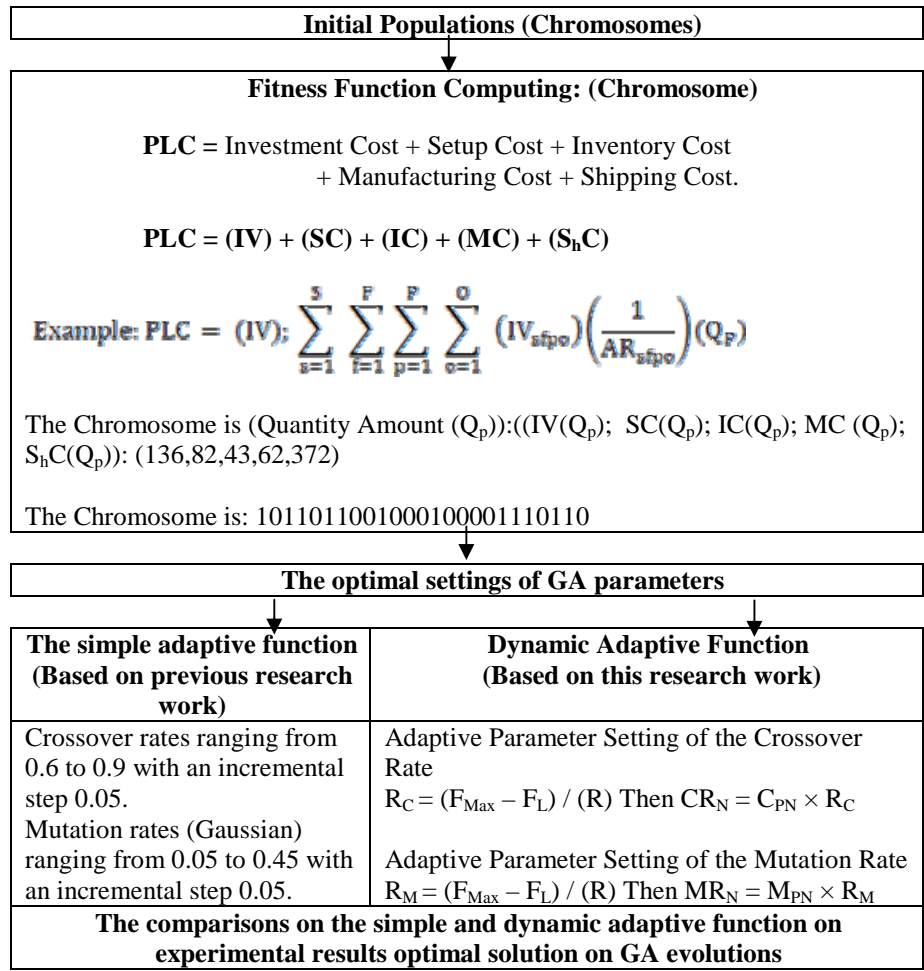 Initial Populations (Chromosomes)
Fitness Function Computing: (Chromosome)
PLC = Investment Cost + Setup Cost + Inventory Cost
+ Manufacturing Cost + Shipping Cost.
PLC = (IV) + (SC) + (IC) + (MC) + (ShC)
Example: PLC = (IV); ∑_{s=1}^{S} ∑_{f=1}^{F} ∑_{p=1}^{P} ∑_{o=1}^{O} (IV_{sfpo})(1/AR_{sfpo})(Q_P)
The Chromosome is (Quantity Amount (Qp)):((IV(Qp); SC(Qp); IC(Qp); MC (Qp);
ShC(Qp)): (136,82,43,62,372)
The Chromosome is: 1011011001000100001110110
The optimal settings of GA parameters
The simple adaptive function
(Based on previous research
work)
Crossover rates ranging from
0.6 to 0.9 with an incremental
step 0.05.
Mutation rates (Gaussian)
ranging from 0.05 to 0.45 with
an incremental step 0.05.
Dynamic Adaptive Function
(Based on this research work)
Adaptive Parameter Setting of the Crossover
Rate
RC = (FMax – FL) / (R) Then CRN = CPN × RC
Adaptive Parameter Setting of the Mutation Rate
RM = (FMax – FL) / (R) Then MRN = MPN × RM
The comparisons on the simple and dynamic adaptive function on
experimental results optimal solution on GA evolutions